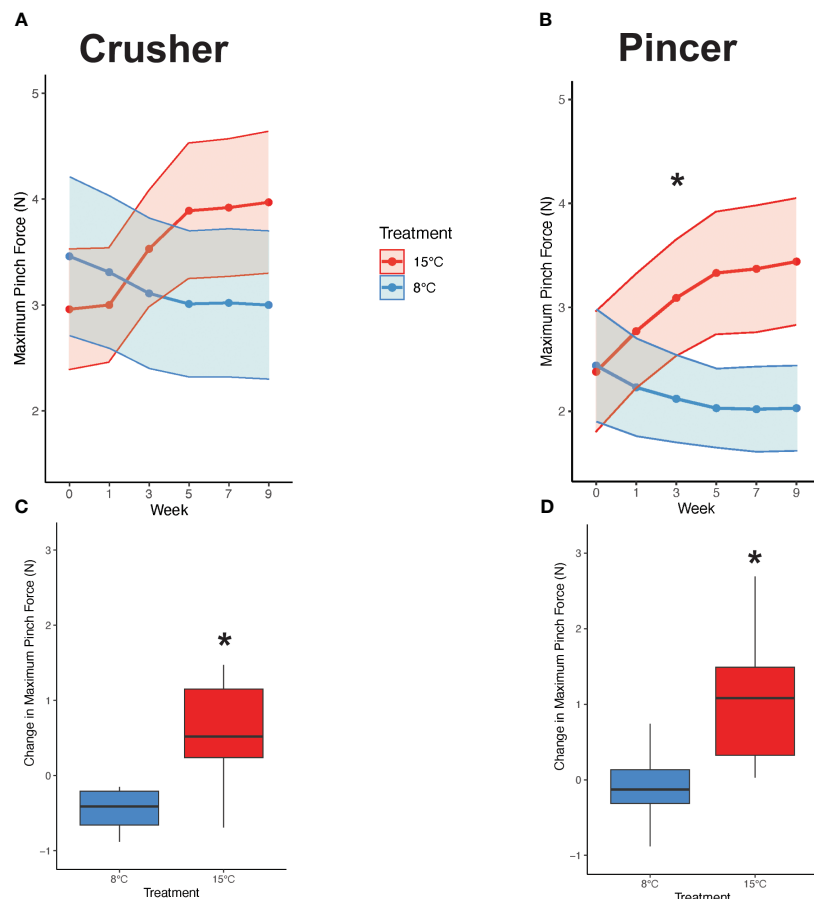 A
Crusher
5
4
3
2
Maximum Pinch Force (N)
0 1 3 5 7 9
Week
Treatment
15°C
8°C
B
Pincer
5
4
3
2
Maximum Pinch Force (N)
*
0 1 3 5 7 9
Week
C
3
2
1
0
−1
Change in Maximum Pinch Force (N)
*
8°C 15°C
Treatment
D
3
2
1
0
−1
Change in Maximum Pinch Force (N)
*
8°C 15°C
Treatment